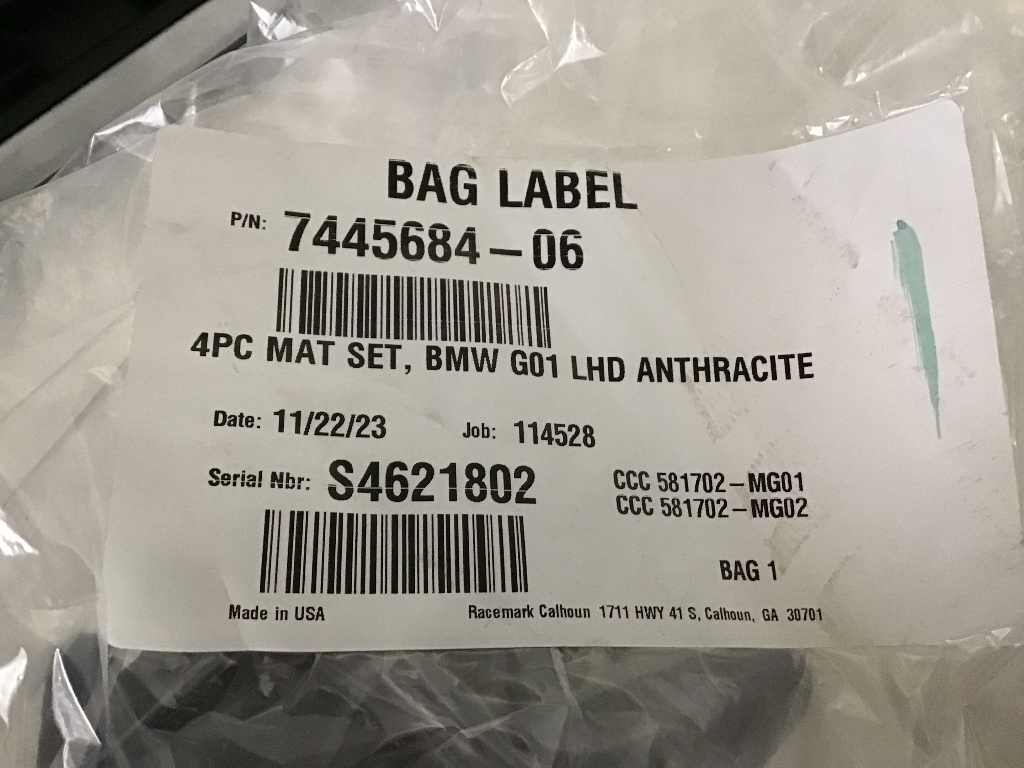 BAG LABEL
P/N: 7445684-06
4PC MAT SET, BMW G01 LHD ANTHRACITE
Date: 11/22/23 Job: 114528
Serial Nbr: S4621802
CCC 581702-MG01
CCC 581702-MG02
BAG 1
Made in USA Racemark Calhoun 1711 HWY 41 S, Calhoun, GA 30701